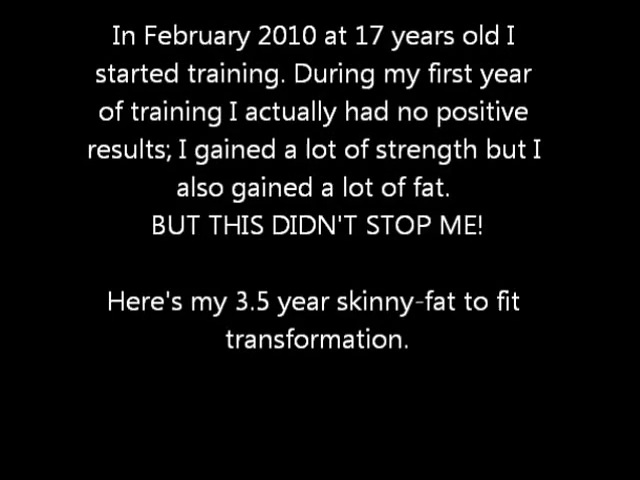 In February 2010 at 17 years old I
started training. During my first year
of training I actually had no positive
results; I gained a lot of strength but I
also gained a lot of fat.
BUT THIS DIDN'T STOP ME!
Here's my 3.5 year skinny-fat to fit
transformation.